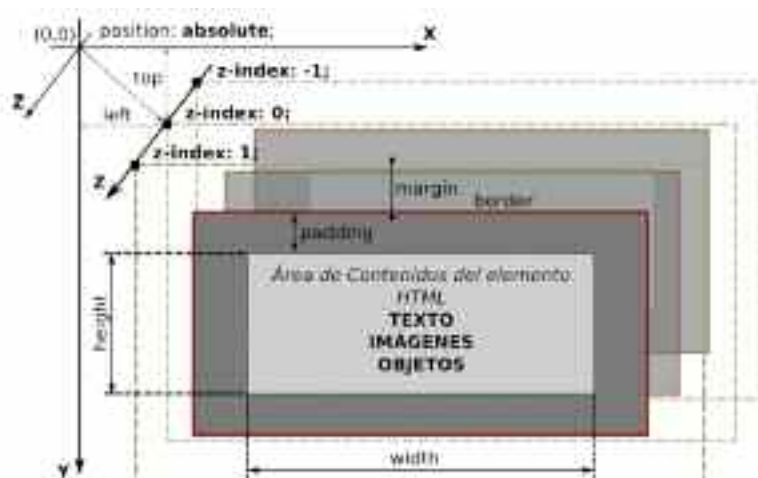 (0,0) position: absolute; X
top z-index: -1;
Z
left z-index: 0;
z-index: 1;
Z
margin
border
padding
Área de Contenidos del elemento
HTML
TEXTO
IMÁGENES
OBJETOS
height
width
Y